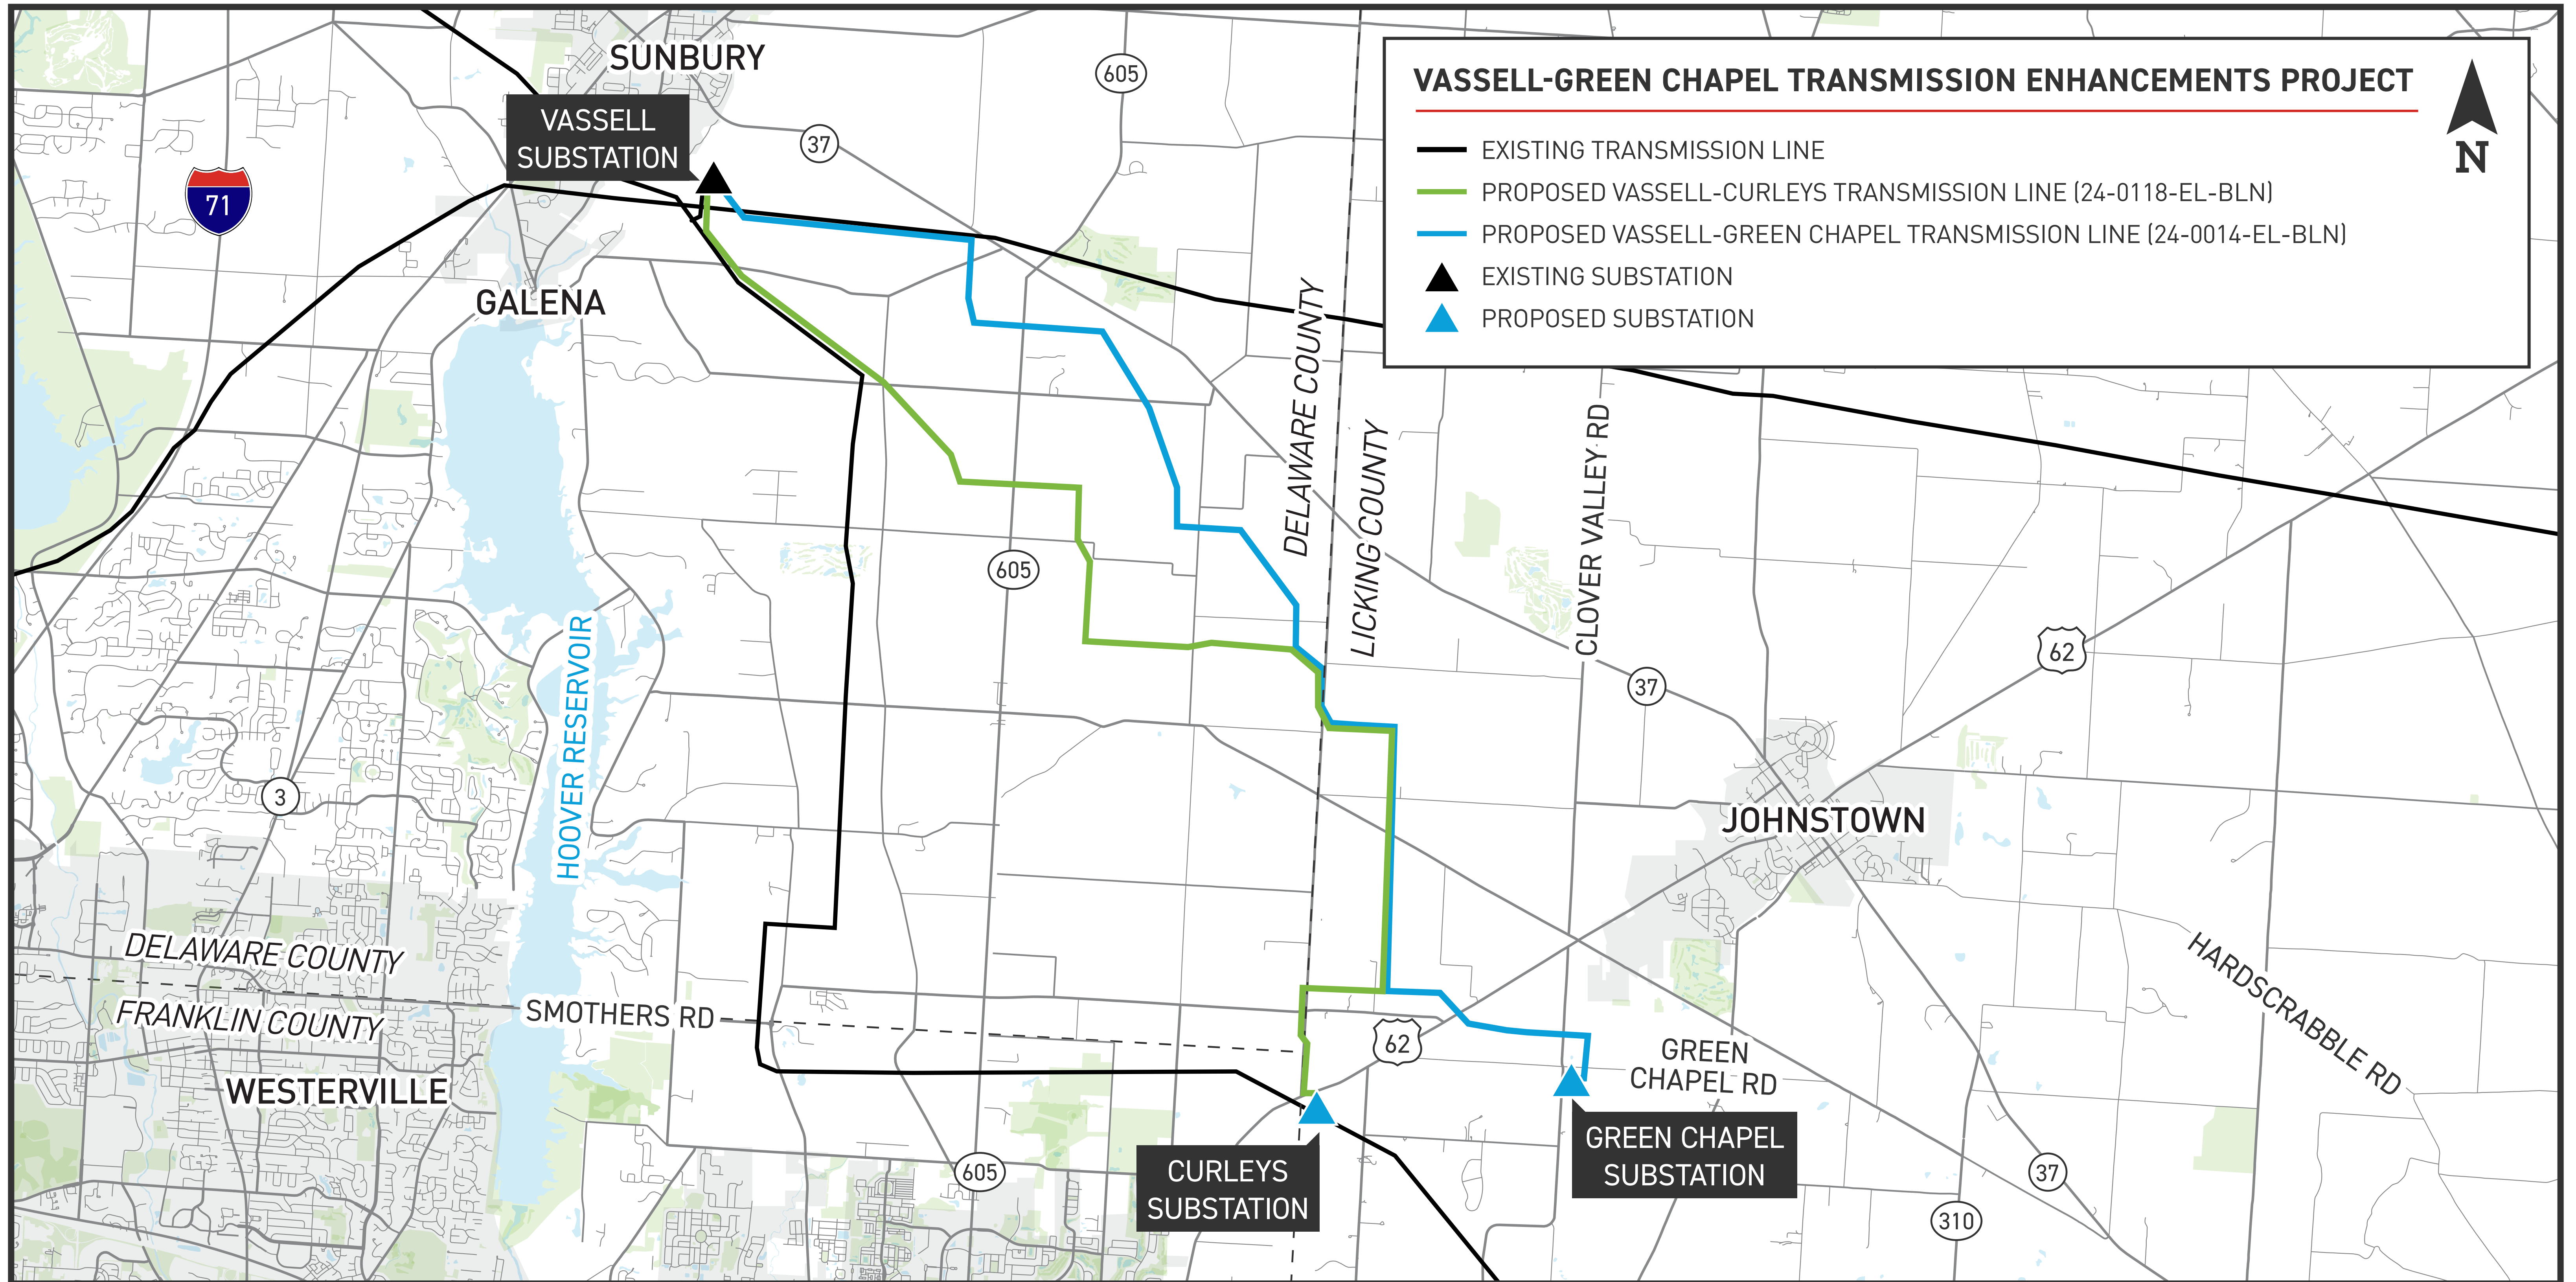 SUNBURY
605
VASSELL-GREEN CHAPEL TRANSMISSION ENHANCEMENTS PROJECT
N
EXISTING TRANSMISSION LINE
PROPOSED VASSELL-CURLEYS TRANSMISSION LINE (24-0118-EL-BLN)
PROPOSED VASSELL-GREEN CHAPEL TRANSMISSION LINE (24-0014-EL-BLN)
EXISTING SUBSTATION
PROPOSED SUBSTATION
VASSELL
SUBSTATION
37
71
GALENA
DELAWARE COUNTY
LICKING COUNTY
CLOVER VALLEY RD
605
HOOVER RESERVOIR
62
37
3
JOHNSTOWN
DELAWARE COUNTY
FRANKLIN COUNTY
SMOTHERS RD
WESTERVILLE
62
GREEN
CHAPEL RD
HARDSCRABBLE RD
GREEN CHAPEL
SUBSTATION
CURLEYS
SUBSTATION
605
37
310